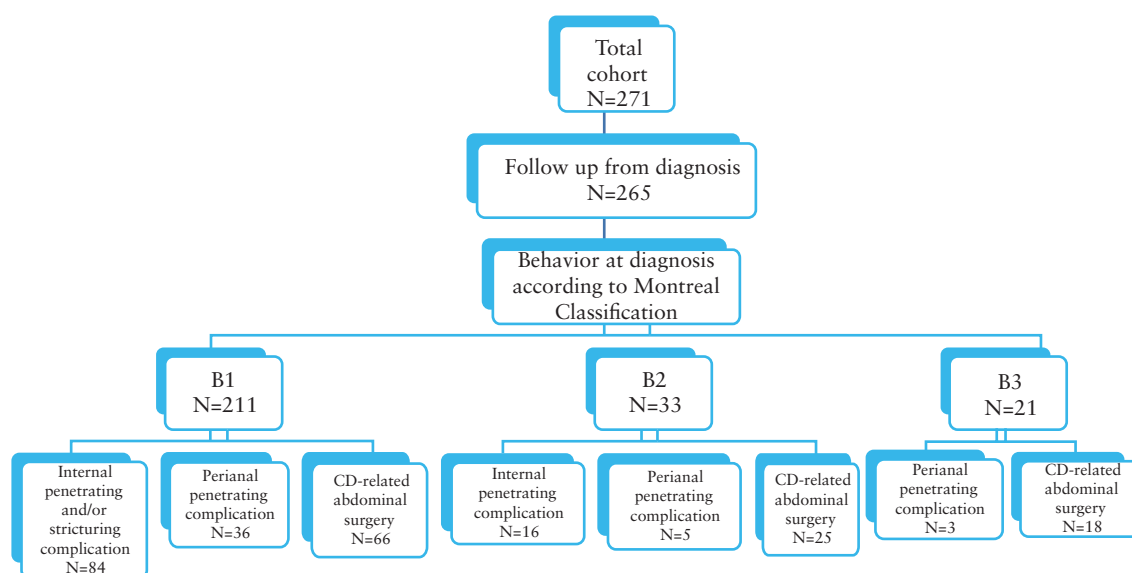 Total
cohort
N=271
Follow up from diagnosis
N=265
Behavior at diagnosis
according to Montreal
Classification
B1
N=211
B2
N=33
B3
N=21
Internal
penetrating
and/or
stricturing
complication
N=84
Perianal
penetrating
complication
N=36
CD-related
abdominal
surgery
N=66
Internal
penetrating
complication
N=16
Perianal
penetrating
complication
N=5
CD-related
abdominal
surgery
N=25
Perianal
penetrating
complication
N=3
CD-related
abdominal
surgery
N=18